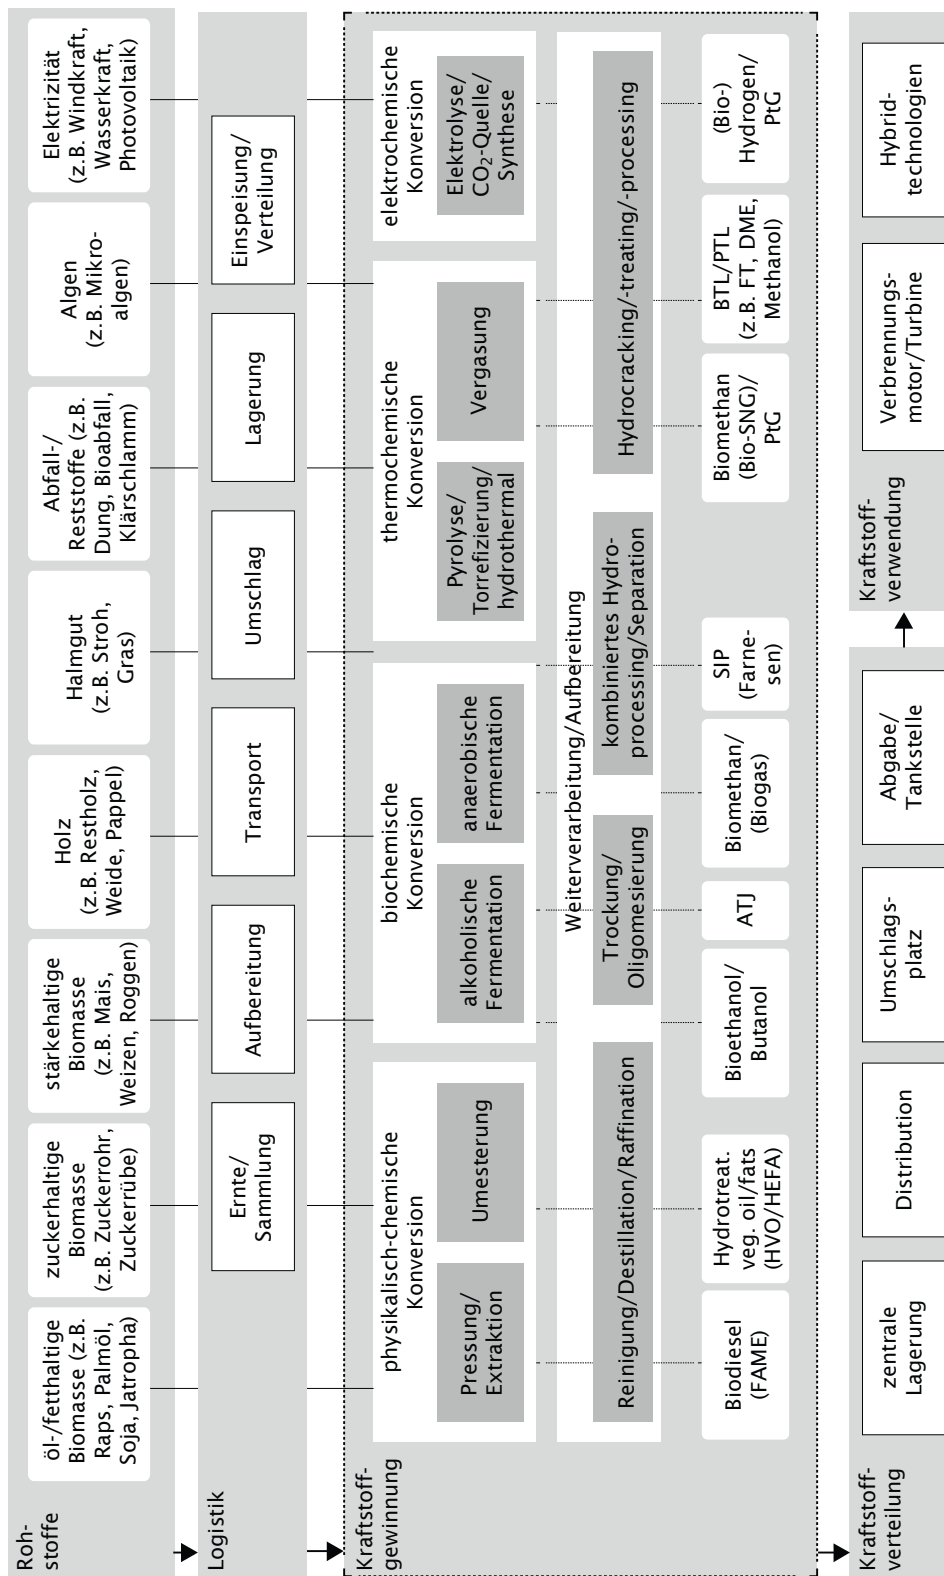 Roh-
stoffe
öl-/fetthaltige
Biomasse (z.B.
Raps, Palmöl,
Soja, Jatropha)
zuckerhaltige
Biomasse
(z.B. Zuckerrohr,
Zuckerrübe)
stärkehaltige
Biomasse
(z.B. Mais,
Weizen, Roggen)
Holz
(z.B. Restholz,
Weide, Pappel)
Halmgut
(z.B. Stroh,
Gras)
Abfall-/
Reststoffe (z.B.
Dung, Bioabfall,
Klärschlamm)
Algen
(z.B. Mikro-
algen)
Elektrizität
(z.B. Windkraft,
Wasserkraft,
Photovoltaik)
Logistik
Ernte/
Sammlung
Aufbereitung
Transport
Umschlag
Lagerung
Einspeisung/
Verteilung
Kraftstoff-
gewinnung
physikalisch-chemische
Konversion
Pressung/
Extraktion
Umesterung
biochemische
Konversion
alkoholische
Fermentation
anaerobische
Fermentation
thermochemische
Konversion
Pyrolyse/
Torrefizierung/
hydrothermal
Vergasung
elektrochemische
Konversion
Elektrolyse/
CO₂-Quelle/
Synthese
Weiterverarbeitung/Aufbereitung
Reinigung/Destillation/Raffination
Trockung/
Oligomesierung
kombiniertes Hydro-
processing/Separation
Hydrocracking/-treating/-processing
Biodiesel
(FAME)
Hydrotreat.
veg. oil/fats
(HVO/HEFA)
Bioethanol/
Butanol
ATJ
Biomethan/
(Biogas)
SIP
(Farne-
sen)
Biomethan
(Bio-SNG)/
PtG
BTL/PTL
(z.B. FT, DME,
Methanol)
(Bio-)
Hydrogen/
PtG
Kraftstoff-
verteilung
zentrale
Lagerung
Distribution
Umschlags-
platz
Abgabe/
Tankstelle
Kraftstoff-
verwendung
Verbrennungs-
motor/Turbine
Hybrid-
technologien